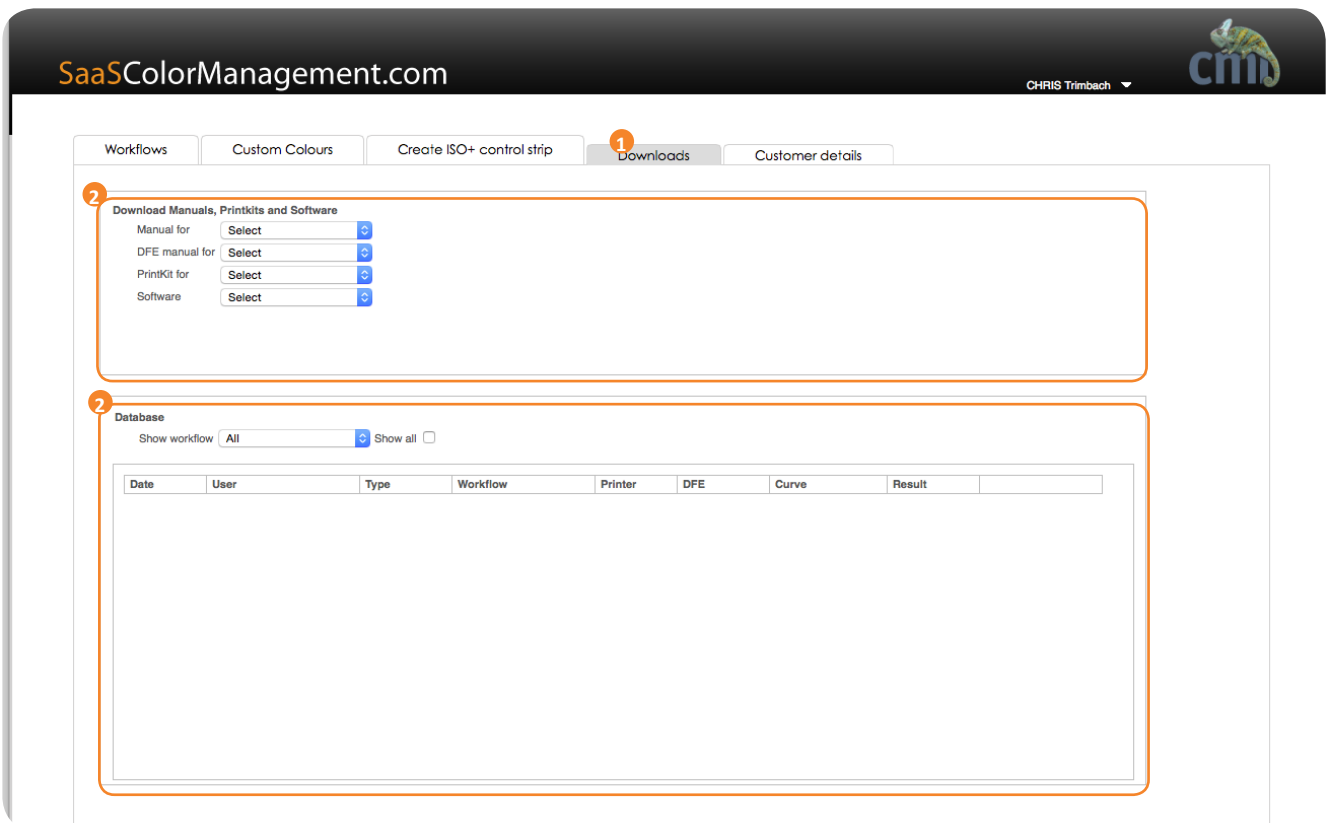 SaaSColorManagement.com
cmi
CHRIS Trimbach
Workflows Custom Colours Create ISO+ control strip 1 Downloads Customer details
2
Download Manuals, Printkits and Software
Manual for Select
DFE manual for Select
PrintKit for Select
Software Select
2
Database
Show workflow All Show all
Date User Type Workflow Printer DFE Curve Result